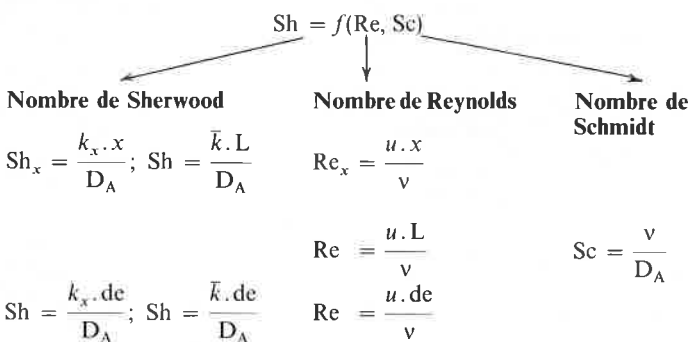 Sh = f(Re, Sc)
Nombre de Sherwood
Nombre de Reynolds
Nombre de Schmidt
Sh_x = k_x . x / D_A ; Sh = k̄ . L / D_A
Re_x = u . x / ν
Re = u . L / ν
Sc = ν / D_A
Sh = k_x . de / D_A ; Sh = k̄ . de / D_A
Re = u . de / ν